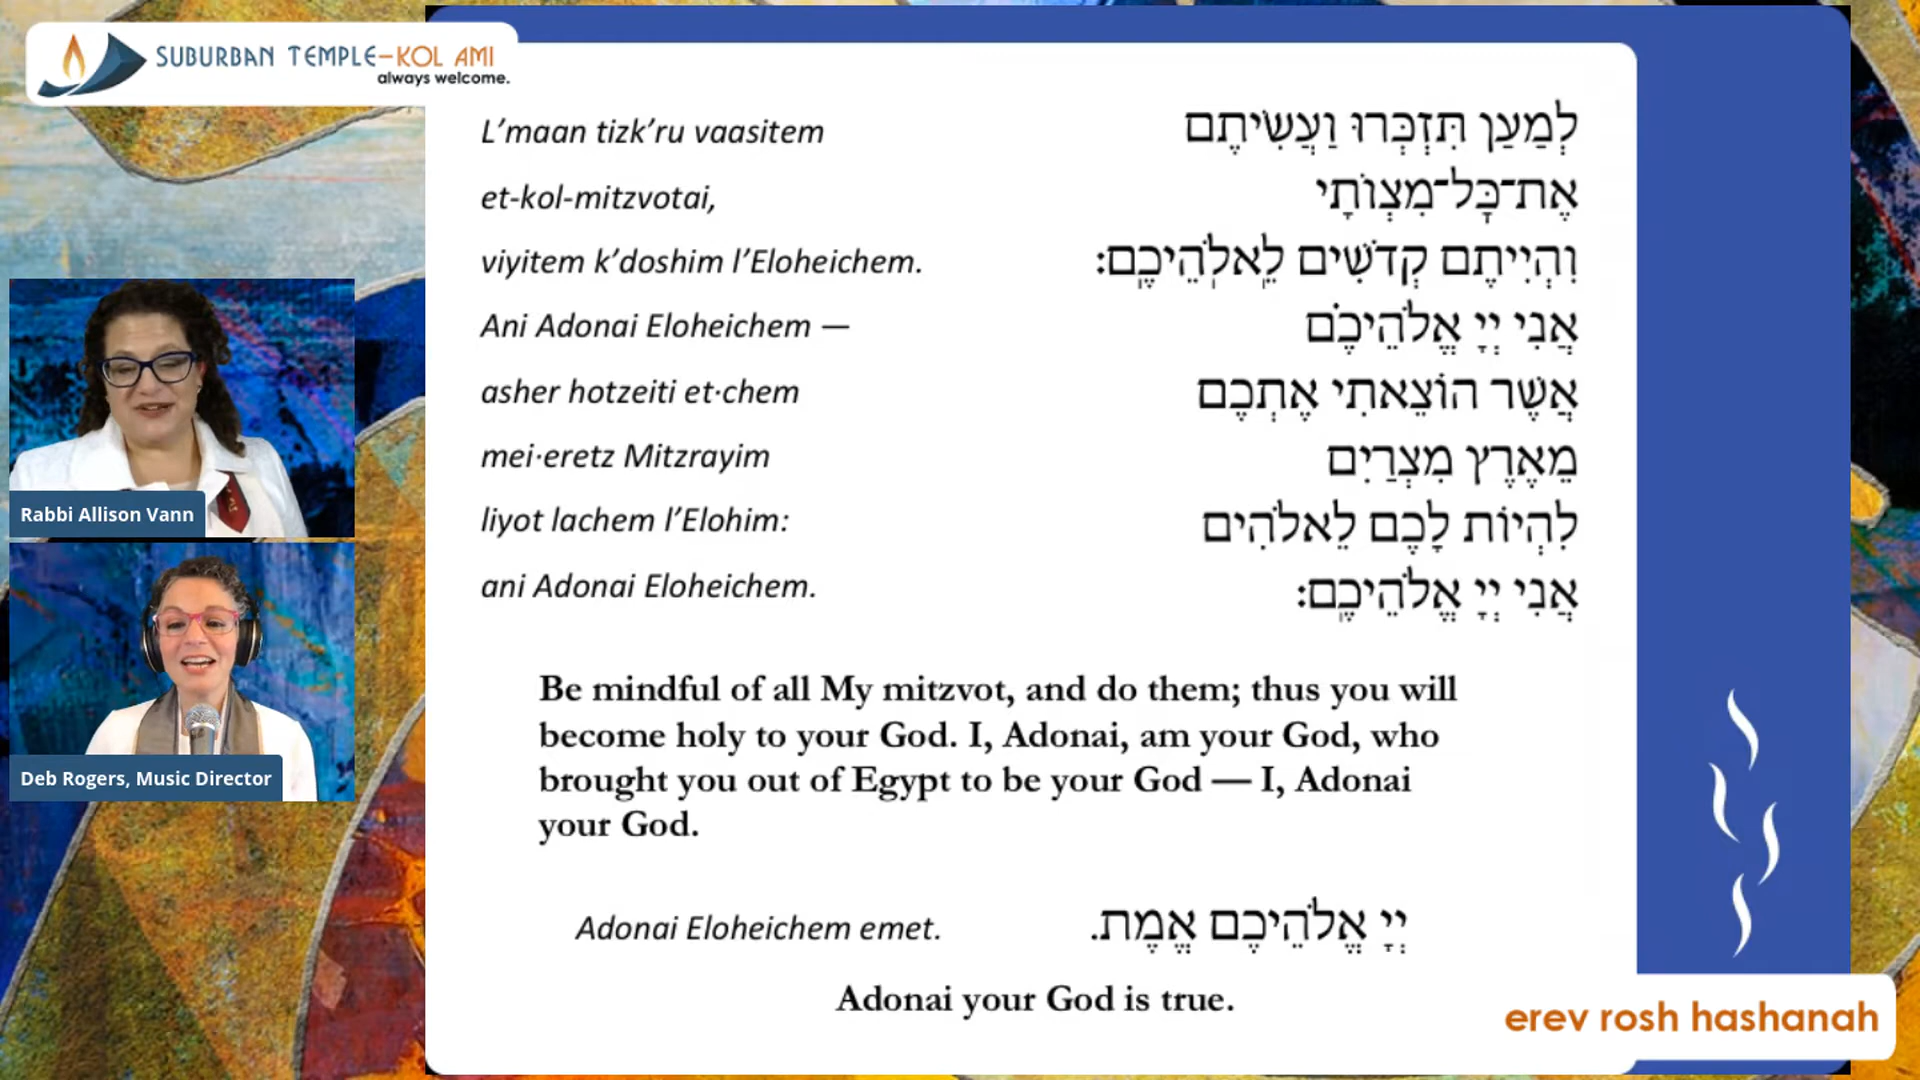 SUBURBAN TEMPLE-KOL AMI
always welcome.
L’maan tizk’ru vaasitem
לְמַעַן תִּזְכְּרוּ וַעֲשִׂיתֶם
et-kol-mitzvotai,
אֶת־כׇּל־מִצְוֹתָי
viyitem k’doshim l’Eloheichem.
וִהְיִיתֶם קְדֹשִׁים לֵֽאלֹֽהֵיכֶֽם׃
Ani Adonai Eloheichem —
אֲנִי יְיָ אֱלֹהֵיכֶם
asher hotzeiti et·chem
אֲשֶׁר הוֹצֵאתִי אֶתְכֶם
mei·eretz Mitzrayim
מֵאֶרֶץ מִצְרַיִם
liyot lachem l’Elohim:
לִהְיוֹת לָכֶם לֵאלֹהִים
ani Adonai Eloheichem.
אֲנִי יְיָ אֱלֹהֵיכֶֽם׃
Be mindful of all My mitzvot, and do them; thus you will
become holy to your God. I, Adonai, am your God, who
brought you out of Egypt to be your God — I, Adonai
your God.
Adonai Eloheichem emet.
יְיָ אֱלֹהֵיכֶם אֱמֶת.
Adonai your God is true.
Rabbi Allison Vann
Deb Rogers, Music Director
erev rosh hashanah